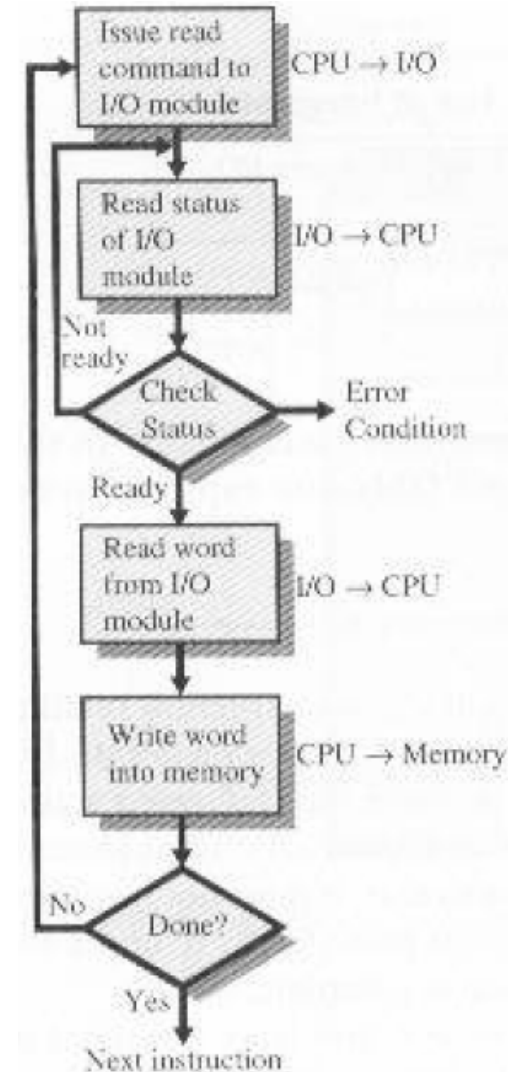 Issue read
command to
I/O module
CPU → I/O
Read status
of I/O
module
I/O → CPU
Not
ready
Check
Status
Error
Condition
Ready
Read word
from I/O
module
I/O → CPU
Write word
into memory
CPU → Memory
No
Done?
Yes
Next instruction